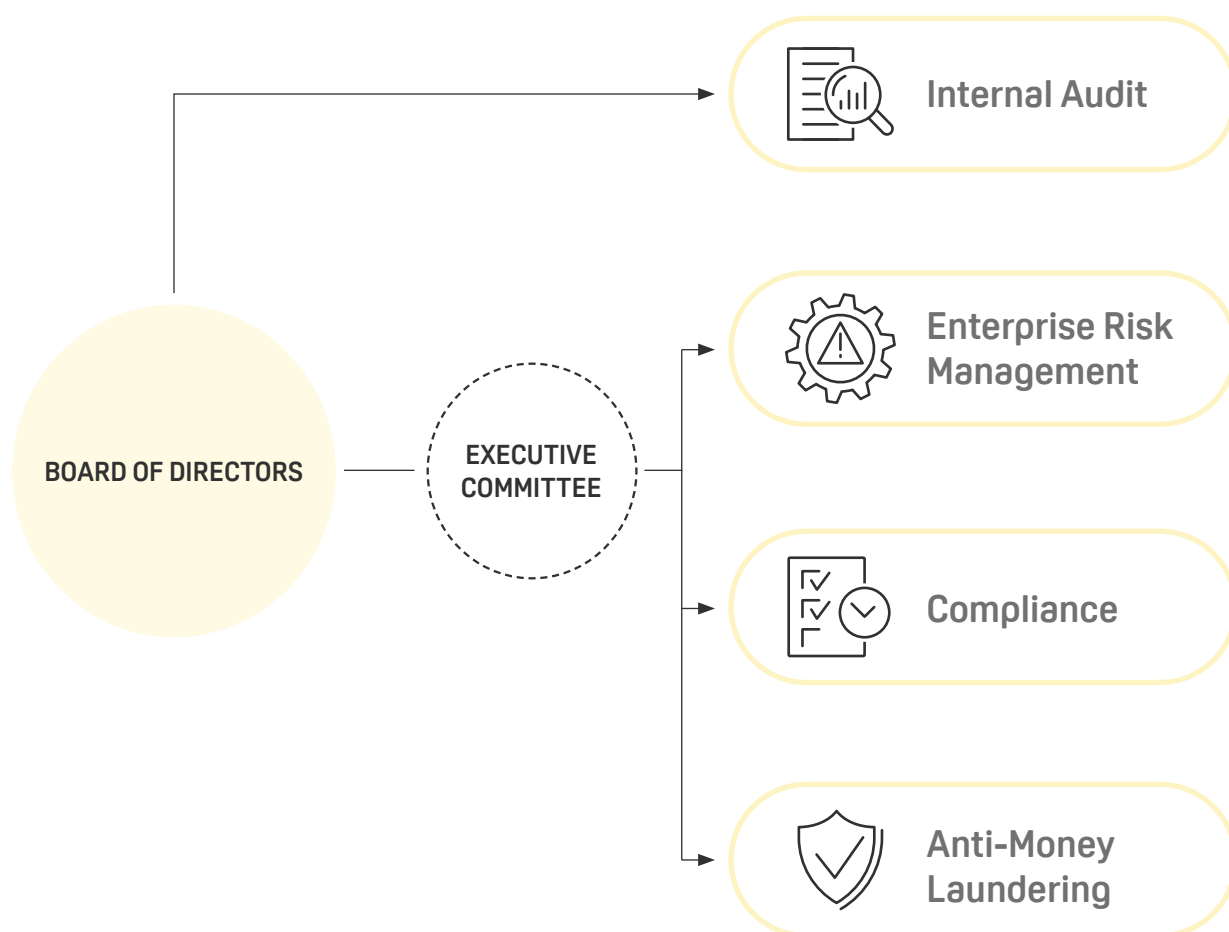 Internal Audit
Enterprise Risk
Management
BOARD OF DIRECTORS
EXECUTIVE
COMMITTEE
Compliance
Anti-Money
Laundering